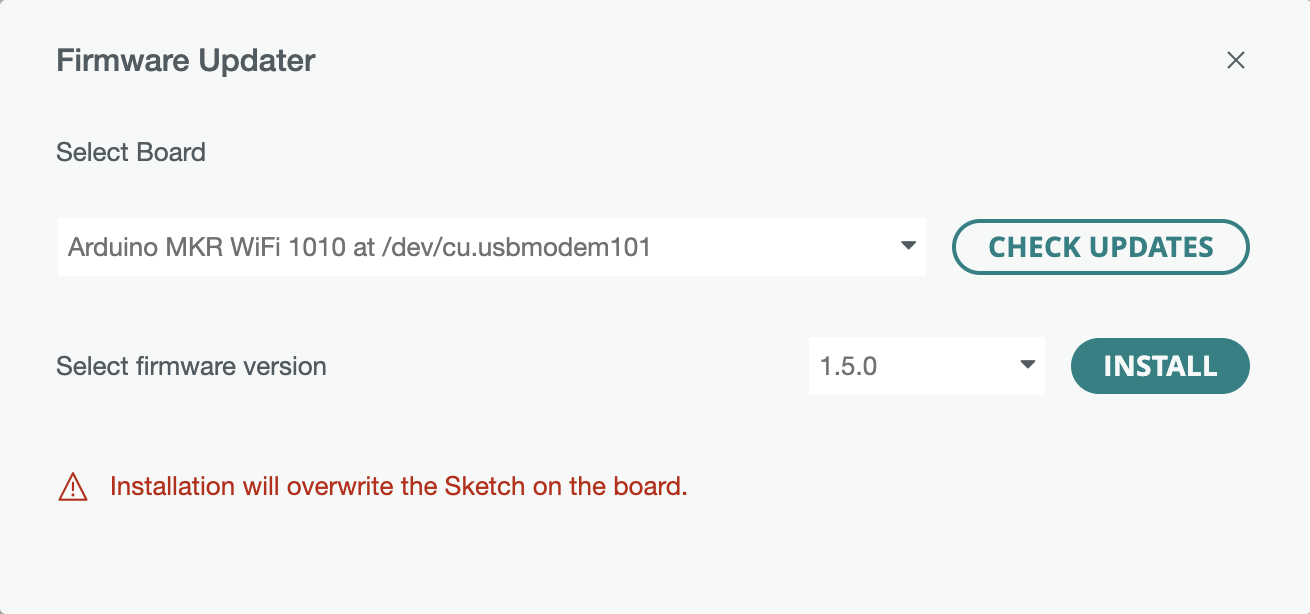 Firmware Updater
Select Board
Arduino MKR WiFi 1010 at /dev/cu.usbmodem101
CHECK UPDATES
Select firmware version
1.5.0
INSTALL
Installation will overwrite the Sketch on the board.